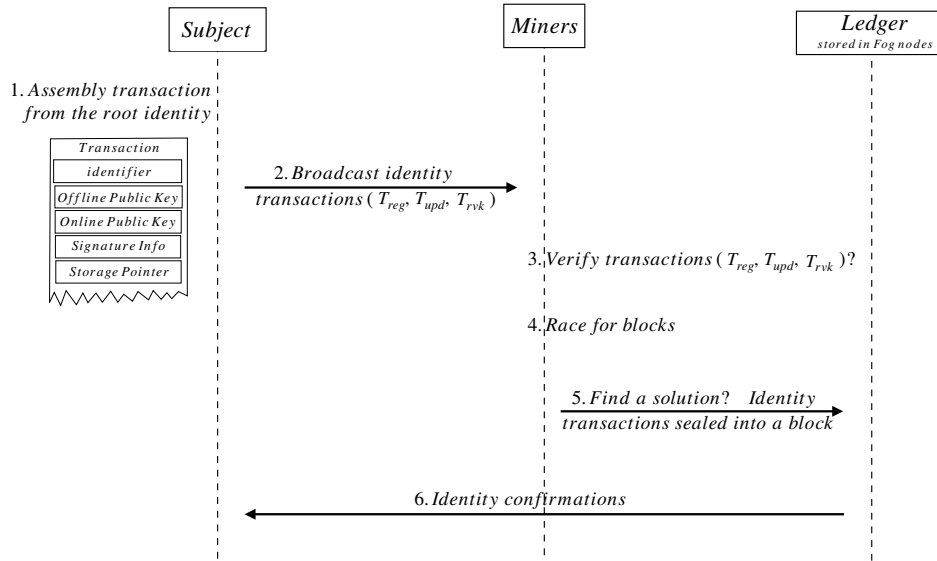 Subject
Miners
Ledger
stored in Fog nodes
1. Assembly transaction
from the root identity
Transaction
identifier
Offline Public Key
Online Public Key
Signature Info
Storage Pointer
2. Broadcast identity
transactions ( T_reg, T_upd, T_rvk )
3. Verify transactions ( T_reg, T_upd, T_rvk )?
4. Race for blocks
5. Find a solution? Identity
transactions sealed into a block
6. Identity confirmations